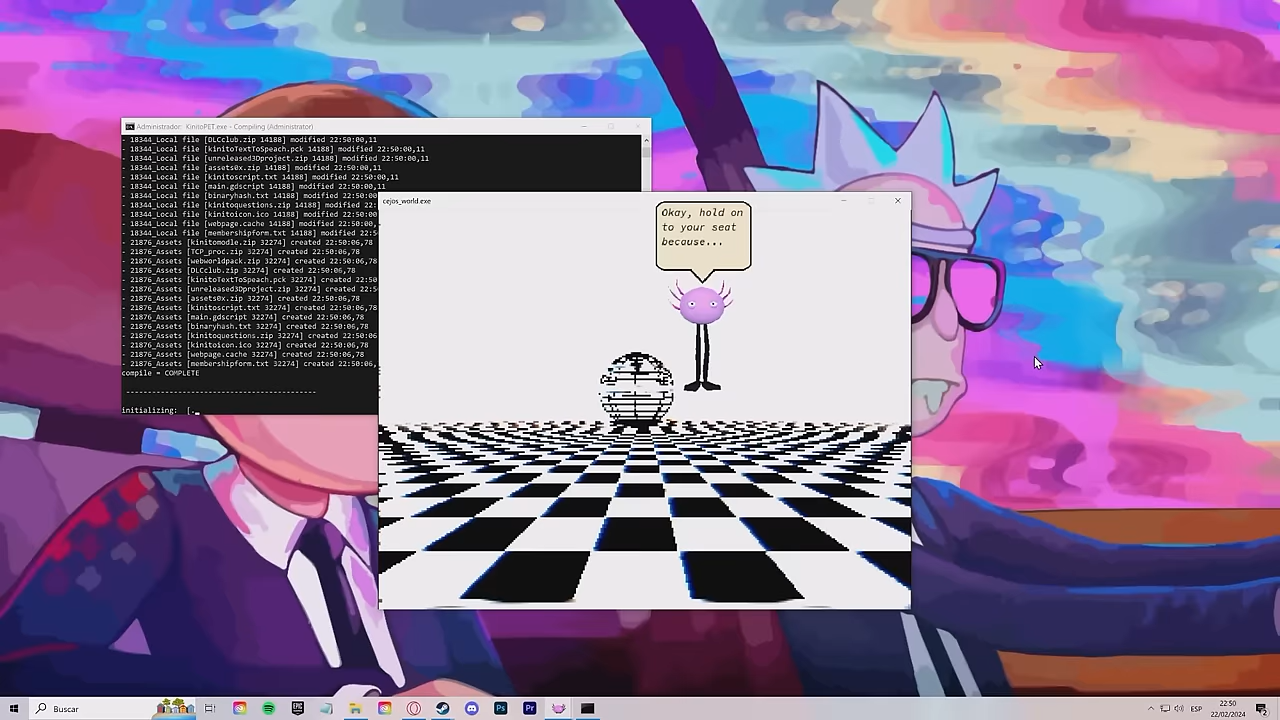 Administrador: KinitoPET.exe - Compiling (Administrator)
- 18344_Local file [DLCclub.zip 14188] modified 22:50:00,11
- 18344_Local file [kinitoTextToSpeach.pck 14188] modified 22:50:00,11
- 18344_Local file [unreleased3Dproject.zip 14188] modified 22:50:00,11
- 18344_Local file [assets0x.zip 14188] modified 22:50:00,11
- 18344_Local file [kinitoscript.txt 14188] modified 22:50:00,11
- 18344_Local file [main.gdscript 14188] modified 22:50:00,11
- 18344_Local file [binaryhash.txt 14188] modified 22:50:
- 18344_Local file [kinitoquestions.zip 14188] modified 22
- 18344_Local file [kinitoicon.ico 14188] modified 22:50:00
- 18344_Local file [webpage.cache 14188] modified 22:50:0
- 18344_Local file [membershipform.txt 14188] modified 22:5
- 21876_Assets [kinitomodle.zip 32274] created 22:50:06,78
- 21876_Assets [TCP_proc.zip 32274] created 22:50:06,78
- 21876_Assets [webworldpack.zip 32274] created 22:50:06,78
- 21876_Assets [DLCclub.zip 32274] created 22:50:06,78
- 21876_Assets [kinitoTextToSpeach.pck 32274] created 22:50
- 21876_Assets [unreleased3Dproject.zip 32274] created 22:5
- 21876_Assets [assets0x.zip 32274] created 22:50:06,78
- 21876_Assets [kinitoscript.txt 32274] created 22:50:06,78
- 21876_Assets [main.gdscript 32274] created 22:50:06,78
- 21876_Assets [binaryhash.txt 32274] created 22:50:06,78
- 21876_Assets [kinitoquestions.zip 32274] created 22:50:06
- 21876_Assets [kinitoicon.ico 32274] created 22:50:06,78
- 21876_Assets [webpage.cache 32274] created 22:50:06,78
- 21876_Assets [membershipform.txt 32274] created 22:50:06,
compile = COMPLETE
------------------------------------------
initializing: [._
cejos_world.exe
Okay, hold on
to your seat
because...
Buscar
EPIC
Ps
Pr
ESP
22:50
22/02/2024